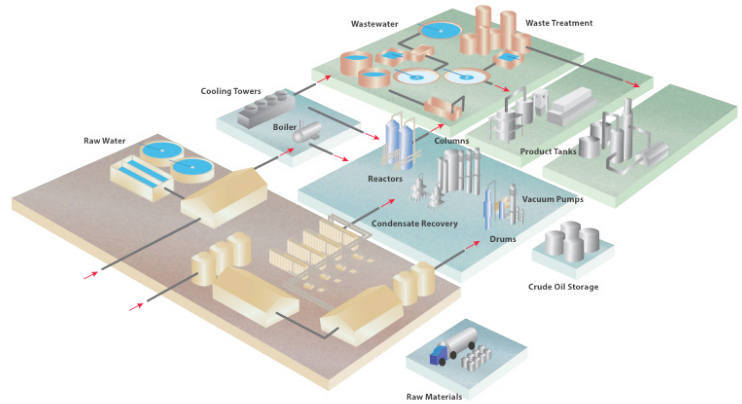 Wastewater
Waste Treatment
Cooling Towers
Boiler
Raw Water
Columns
Product Tanks
Reactors
Vacuum Pumps
Condensate Recovery
Drums
Crude Oil Storage
Raw Materials